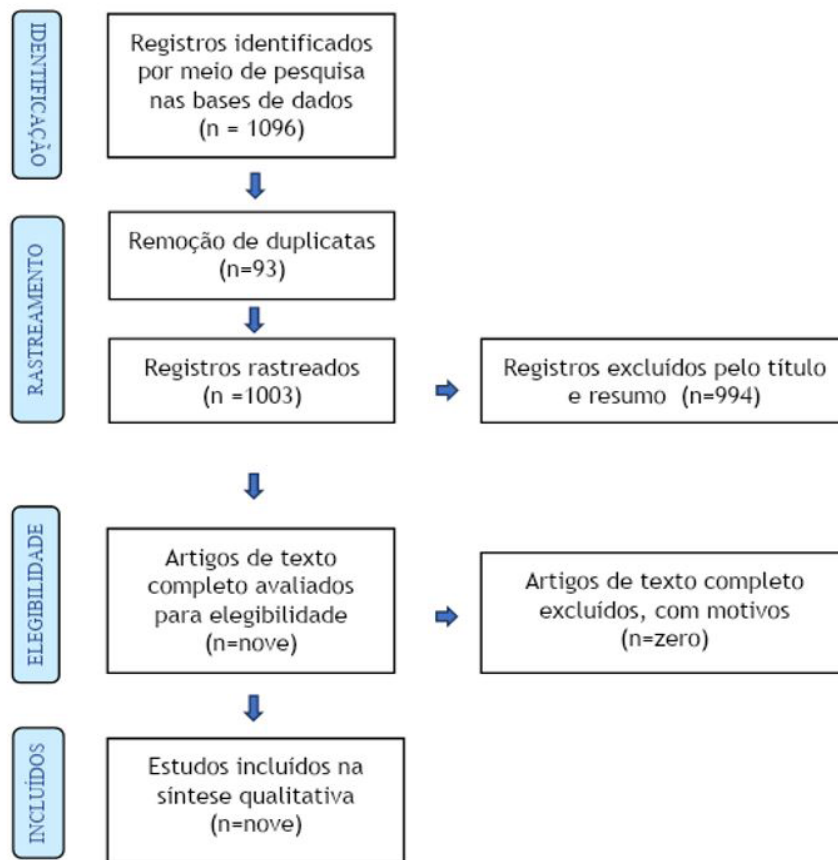 IDENTIFICAÇÃO
Registros identificados
por meio de pesquisa
nas bases de dados
(n = 1096)
RASTREAMENTO
Remoção de duplicatas
(n=93)
Registros rastreados
(n =1003)
Registros excluídos pelo título
e resumo (n=994)
ELEGIBILIDADE
Artigos de texto
completo avaliados
para elegibilidade
(n=nove)
Artigos de texto completo
excluídos, com motivos
(n=zero)
INCLUÍDOS
Estudos incluídos na
síntese qualitativa
(n=nove)